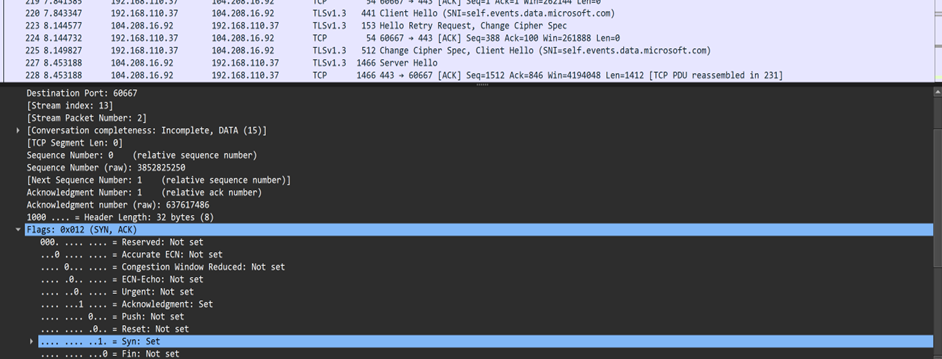 219 7.841385 192.168.110.37 104.208.16.92 TCP 54 60667 → 443 [ACK] Seq=1 Ack=1 Win=262144 Len=0
220 7.843347 192.168.110.37 104.208.16.92 TLSv1.3 441 Client Hello (SNI=self.events.data.microsoft.com)
223 8.144577 104.208.16.92 192.168.110.37 TLSv1.3 153 Hello Retry Request, Change Cipher Spec
224 8.144732 192.168.110.37 104.208.16.92 TCP 54 60667 → 443 [ACK] Seq=388 Ack=100 Win=261888 Len=0
225 8.149827 192.168.110.37 104.208.16.92 TLSv1.3 512 Change Cipher Spec, Client Hello (SNI=self.events.data.microsoft.com)
227 8.453188 104.208.16.92 192.168.110.37 TLSv1.3 1466 Server Hello
228 8.453188 104.208.16.92 192.168.110.37 TCP 1466 443 → 60667 [ACK] Seq=1512 Ack=846 Win=4194048 Len=1412 [TCP PDU reassembled in 231]
Destination Port: 60667
[Stream index: 13]
[Stream Packet Number: 2]
[Conversation completeness: Incomplete, DATA (15)]
[TCP Segment Len: 0]
Sequence Number: 0 (relative sequence number)
Sequence Number (raw): 3852825250
[Next Sequence Number: 1 (relative sequence number)]
Acknowledgment Number: 1 (relative ack number)
Acknowledgment number (raw): 637617486
1000 .... = Header Length: 32 bytes (8)
Flags: 0x012 (SYN, ACK)
000. .... .... = Reserved: Not set
...0 .... .... = Accurate ECN: Not set
.... 0... .... = Congestion Window Reduced: Not set
.... .0.. .... = ECN-Echo: Not set
.... ..0. .... = Urgent: Not set
.... ...1 .... = Acknowledgment: Set
.... .... 0... = Push: Not set
.... .... .0.. = Reset: Not set
.... .... ..1. = Syn: Set
.... .... ...0 = Fin: Not set